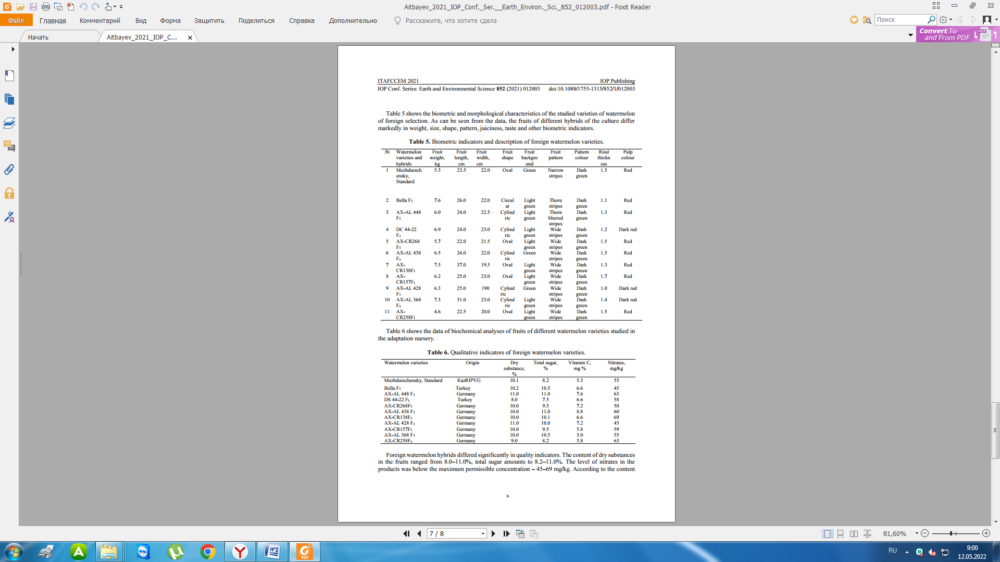 Aitbayev_2021_IOP_Conf._Ser.__Earth_Environ._Sci._852_012003.pdf - Foxit Reader
Файл Главная Комментарий Вид Форма Защитить Поделиться Справка Дополнительно Расскажите, что хотите сдела Поиск
Начать Aitbayev_2021_IOP_C... Convert To
and From PDF
PDF
ITAFCCEM 2021 IOP Publishing
IOP Conf. Series: Earth and Environmental Science 852 (2021) 012003 doi:10.1088/1755-1315/852/1/012003
Table 5 shows the biometric and morphological characteristics of the studied varieties of watermelon
of foreign selection. As can be seen from the data, the fruits of different hybrids of the culture differ
markedly in weight, size, shape, pattern, juiciness, taste and other biometric indicators.
Table 5. Biometric indicators and description of foreign watermelon varieties.
№ Watermelon Fruit Fruit Fruit Fruit Fruit Fruit Pattern Rind Pulp
varieties and weight, length, width, shape backgro pattern colour thickn colour
hybrids kg cm cm und ess
1 Mezhdurech 5.3 23.5 22.0 Oval Green Narrow Dark 1.5 Red
ensky, stripes green
Standard
2 Bella F1 7.6 26.0 22.0 Circul Light Thorn Dark 1.1 Red
ar green stripes green
3 AX-AL 448 6.0 24.0 22.5 Cylind Light Thorn Dark 1.3 Red
F1 ric green blurred green
stripes
4 DC 44-22 6.9 24.0 23.0 Cylind Light Wide Dark 1.2 Dark red
F1 ric green stripes green
5 AX-CR268 5.7 22.0 21.5 Oval Light Wide Dark 1.5 Red
F1 green stripes green
6 AX-AL 438 6.5 26.0 22.0 Cylind Green Wide Dark 1.5 Red
F1 ric stripes green
7 AX- 7.5 37.0 19.5 Oval Light Wide Dark 1.3 Red
CR138F1 green stripes green
8 AX- 6.2 25.0 23.0 Oval Light Wide Dark 1.7 Red
CR157F1 green stripes green
9 AX-AL 428 6.3 25.0 190 Cylind Green Wide Dark 1.0 Dark red
F1 ric stripes green
10 AX-AL 368 7.3 31.0 23.0 Cylind Light Wide Dark 1.4 Dark red
F1 ric green stripes green
11 AX- 4.6 22.5 20.0 Oval Light Wide Dark 1.5 Red
CR258F1 green stripes green
Table 6 shows the data of biochemical analyses of fruits of different watermelon varieties studied in
the adaptation nursery.
Table 6. Qualitative indicators of foreign watermelon varieties.
Watermelon varieties Origin Dry Total sugar, Vitamin C, Nitrates,
substance, % mg % mg/kg
%
Mezhdurechensky, Standard KazRIPVG 10.1 8.2 5.3 55
Bella F1 Turkey 10.2 10.5 6.6 45
AX-AL 448 F1 Germany 11.0 11.0 7.6 63
DS 44-22 F1 Turkey 8.0 7.5 6.6 58
AX-CR268F1 Germany 10.0 9.5 7.2 50
AX-AL 438 F1 Germany 10.0 11.0 8.8 60
AX-CR138F1 Germany 10.0 10.1 6.6 69
AX-AL 428 F1 Germany 11.0 10.0 7.2 45
AX-CR157F1 Germany 10.0 9.5 5.8 59
AX-AL 368 F1 Germany 10.0 10.5 5.0 55
AX-CR258F1 Germany 9.0 8.2 5.8 63
Foreign watermelon hybrids differed significantly in quality indicators. The content of dry substances
in the fruits ranged from 8.0–11.0%, total sugar amounts to 8.2–11.0%. The level of nitrates in the
products was below the maximum permissible concentration – 45–69 mg/kg. According to the content
6
7 / 8 81,60%
RU 9:00
12.05.2022